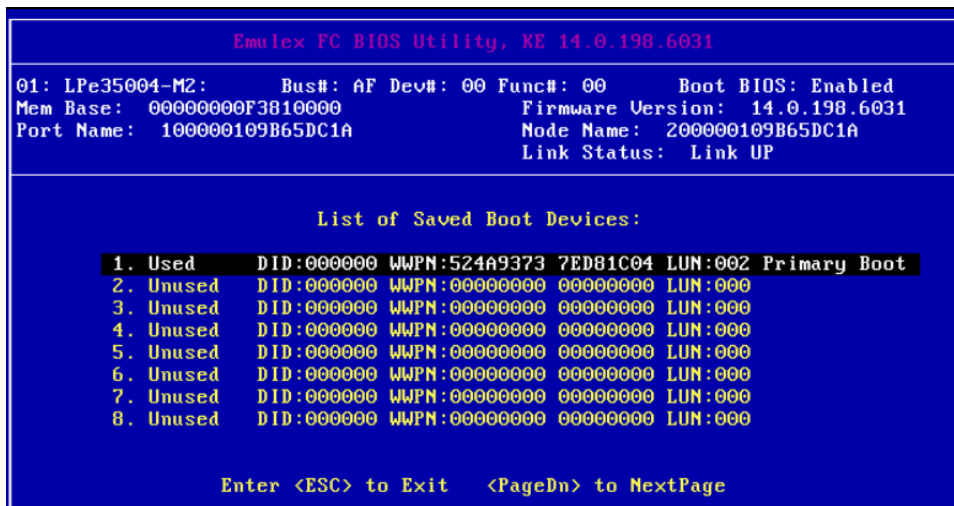 Emulex FC BIOS Utility, KE 14.0.198.6031
01: LPe35004-M2: Bus#: AF Dev#: 00 Func#: 00 Boot BIOS: Enabled
Mem Base: 00000000F3810000 Firmware Version: 14.0.198.6031
Port Name: 100000109B65DC1A Node Name: 200000109B65DC1A
Link Status: Link UP
List of Saved Boot Devices:
1. Used DID:000000 WWPN:524A9373 7ED81C04 LUN:002 Primary Boot
2. Unused DID:000000 WWPN:00000000 00000000 LUN:000
3. Unused DID:000000 WWPN:00000000 00000000 LUN:000
4. Unused DID:000000 WWPN:00000000 00000000 LUN:000
5. Unused DID:000000 WWPN:00000000 00000000 LUN:000
6. Unused DID:000000 WWPN:00000000 00000000 LUN:000
7. Unused DID:000000 WWPN:00000000 00000000 LUN:000
8. Unused DID:000000 WWPN:00000000 00000000 LUN:000
Enter <ESC> to Exit <PageDn> to NextPage